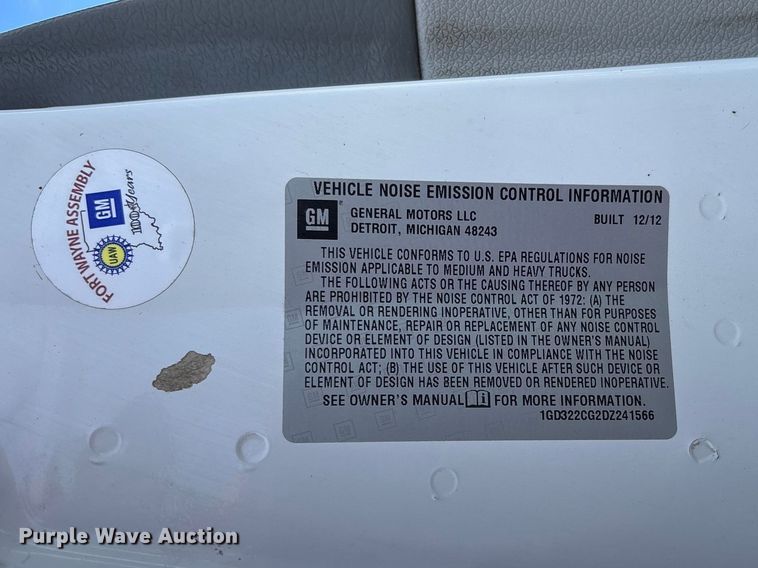 FORT WAYNE ASSEMBLY
GM
100 Years
UAW
VEHICLE NOISE EMISSION CONTROL INFORMATION
GM
GENERAL MOTORS LLC BUILT 12/12
DETROIT, MICHIGAN 48243
THIS VEHICLE CONFORMS TO U.S. EPA REGULATIONS FOR NOISE
EMISSION APPLICABLE TO MEDIUM AND HEAVY TRUCKS.
THE FOLLOWING ACTS OR THE CAUSING THEREOF BY ANY PERSON
ARE PROHIBITED BY THE NOISE CONTROL ACT OF 1972: (A) THE
REMOVAL OR RENDERING INOPERATIVE, OTHER THAN FOR PURPOSES
OF MAINTENANCE, REPAIR OR REPLACEMENT OF ANY NOISE CONTROL
DEVICE OR ELEMENT OF DESIGN (LISTED IN THE OWNER'S MANUAL)
INCORPORATED INTO THIS VEHICLE IN COMPLIANCE WITH THE NOISE
CONTROL ACT; (B) THE USE OF THIS VEHICLE AFTER SUCH DEVICE OR
ELEMENT OF DESIGN HAS BEEN REMOVED OR RENDERED INOPERATIVE.
SEE OWNER'S MANUAL i FOR MORE INFORMATION.
1GD322CG2DZ241566
Purple Wave Auction